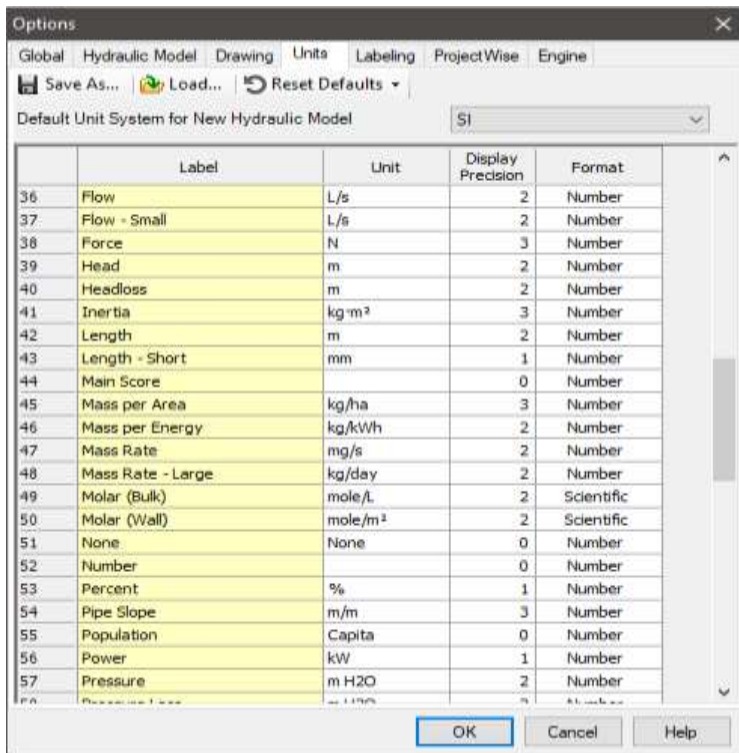 Options
Global Hydraulic Model Drawing Units Labeling ProjectWise Engine
Save As... Load... Reset Defaults
Default Unit System for New Hydraulic Model SI
Label Unit Display Precision Format
36 Flow L/s 2 Number
37 Flow - Small L/s 2 Number
38 Force N 3 Number
39 Head m 2 Number
40 Headloss m 2 Number
41 Inertia kg·m² 3 Number
42 Length m 2 Number
43 Length - Short mm 1 Number
44 Main Score 0 Number
45 Mass per Area kg/ha 3 Number
46 Mass per Energy kg/kWh 2 Number
47 Mass Rate mg/s 2 Number
48 Mass Rate - Large kg/day 2 Number
49 Molar (Bulk) mole/L 2 Scientific
50 Molar (Wall) mole/m² 2 Scientific
51 None None 0 Number
52 Number 0 Number
53 Percent % 1 Number
54 Pipe Slope m/m 3 Number
55 Population Capita 0 Number
56 Power kW 1 Number
57 Pressure m H2O 2 Number
OK Cancel Help